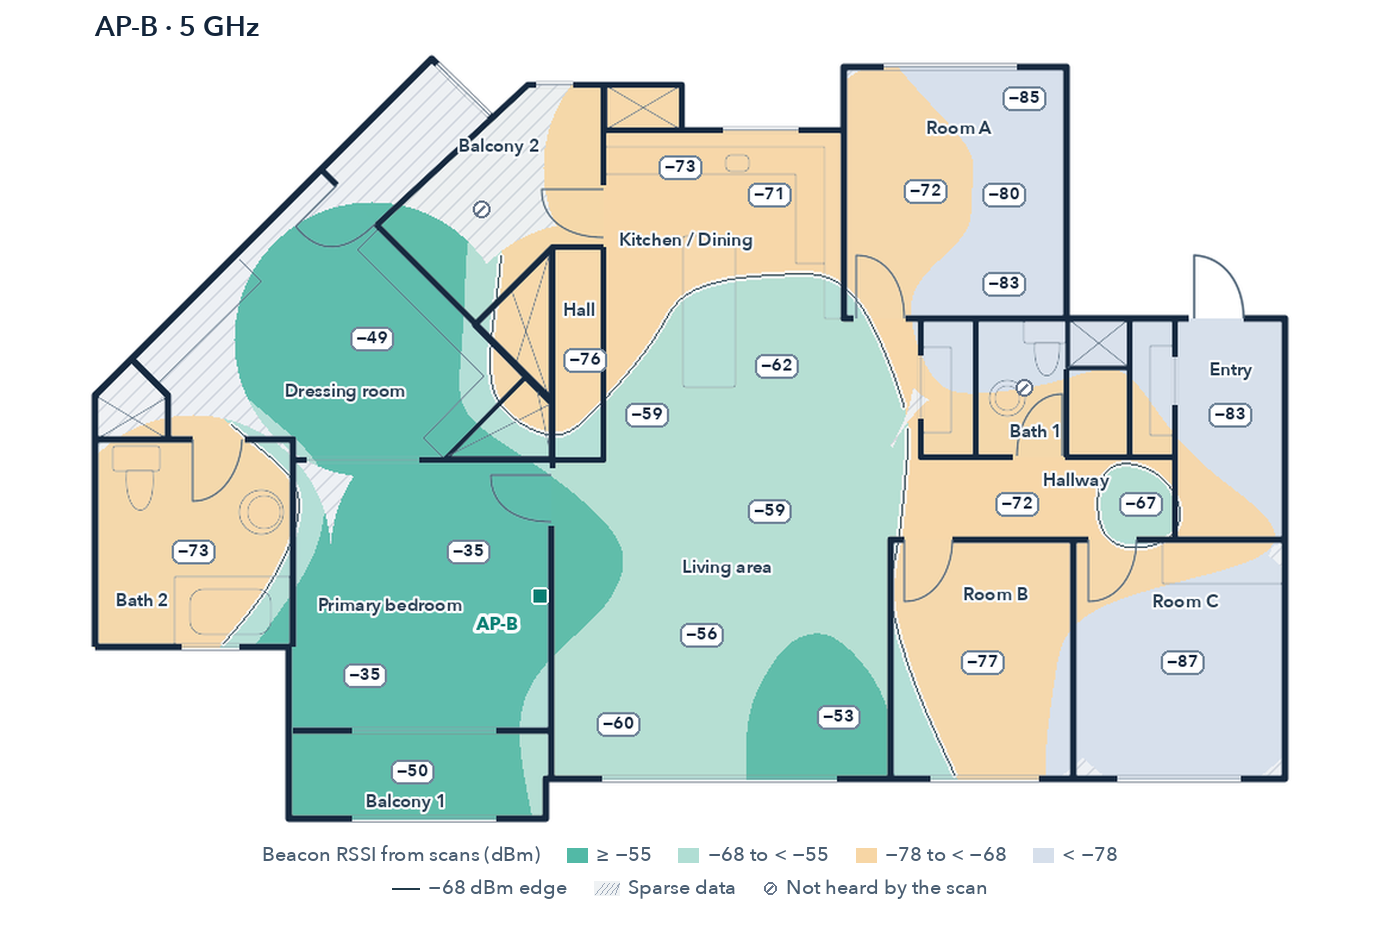 AP-B · 5 GHz
−85
Room A
Balcony 2
−73
−72
−80
−71
Kitchen / Dining
−83
Hall
−49
−76
−62
Entry
Dressing room
−59
−83
Bath 1
Hallway
−72
−67
−59
−73
−35
Living area
Bath 2
Primary bedroom
AP-B
Room B
Room C
−56
−77
−87
−35
−60
−53
−50
Balcony 1
Beacon RSSI from scans (dBm) ≥ −55 −68 to < −55 −78 to < −68 < −78
−68 dBm edge Sparse data Not heard by the scan